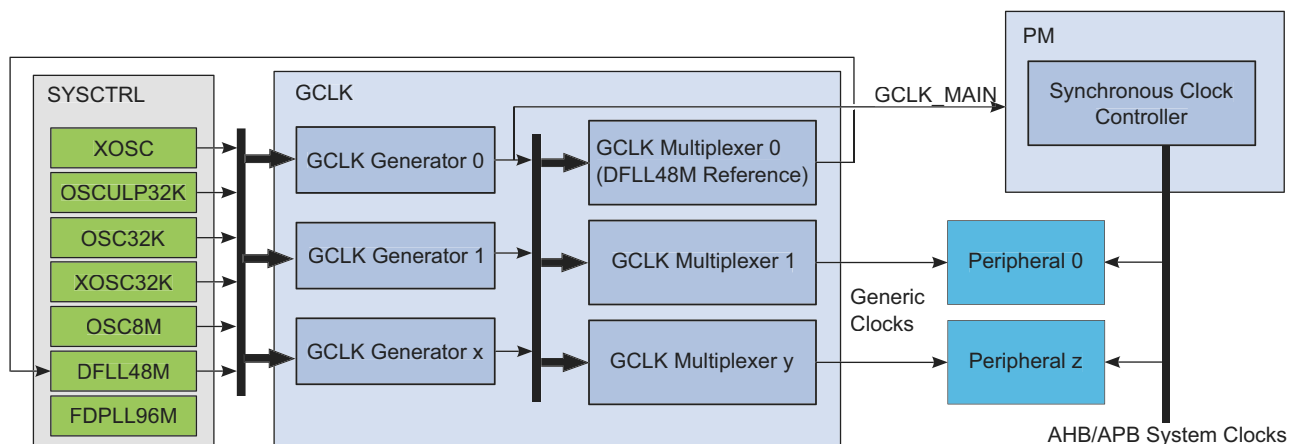 SYSCTRL
XOSC
OSCULP32K
OSC32K
XOSC32K
OSC8M
DFLL48M
FDPLL96M
GCLK
GCLK Generator 0
GCLK Generator 1
GCLK Generator x
GCLK Multiplexer 0
(DFLL48M Reference)
GCLK Multiplexer 1
GCLK Multiplexer y
GCLK_MAIN
Generic
Clocks
PM
Synchronous Clock
Controller
Peripheral 0
Peripheral z
AHB/APB System Clocks